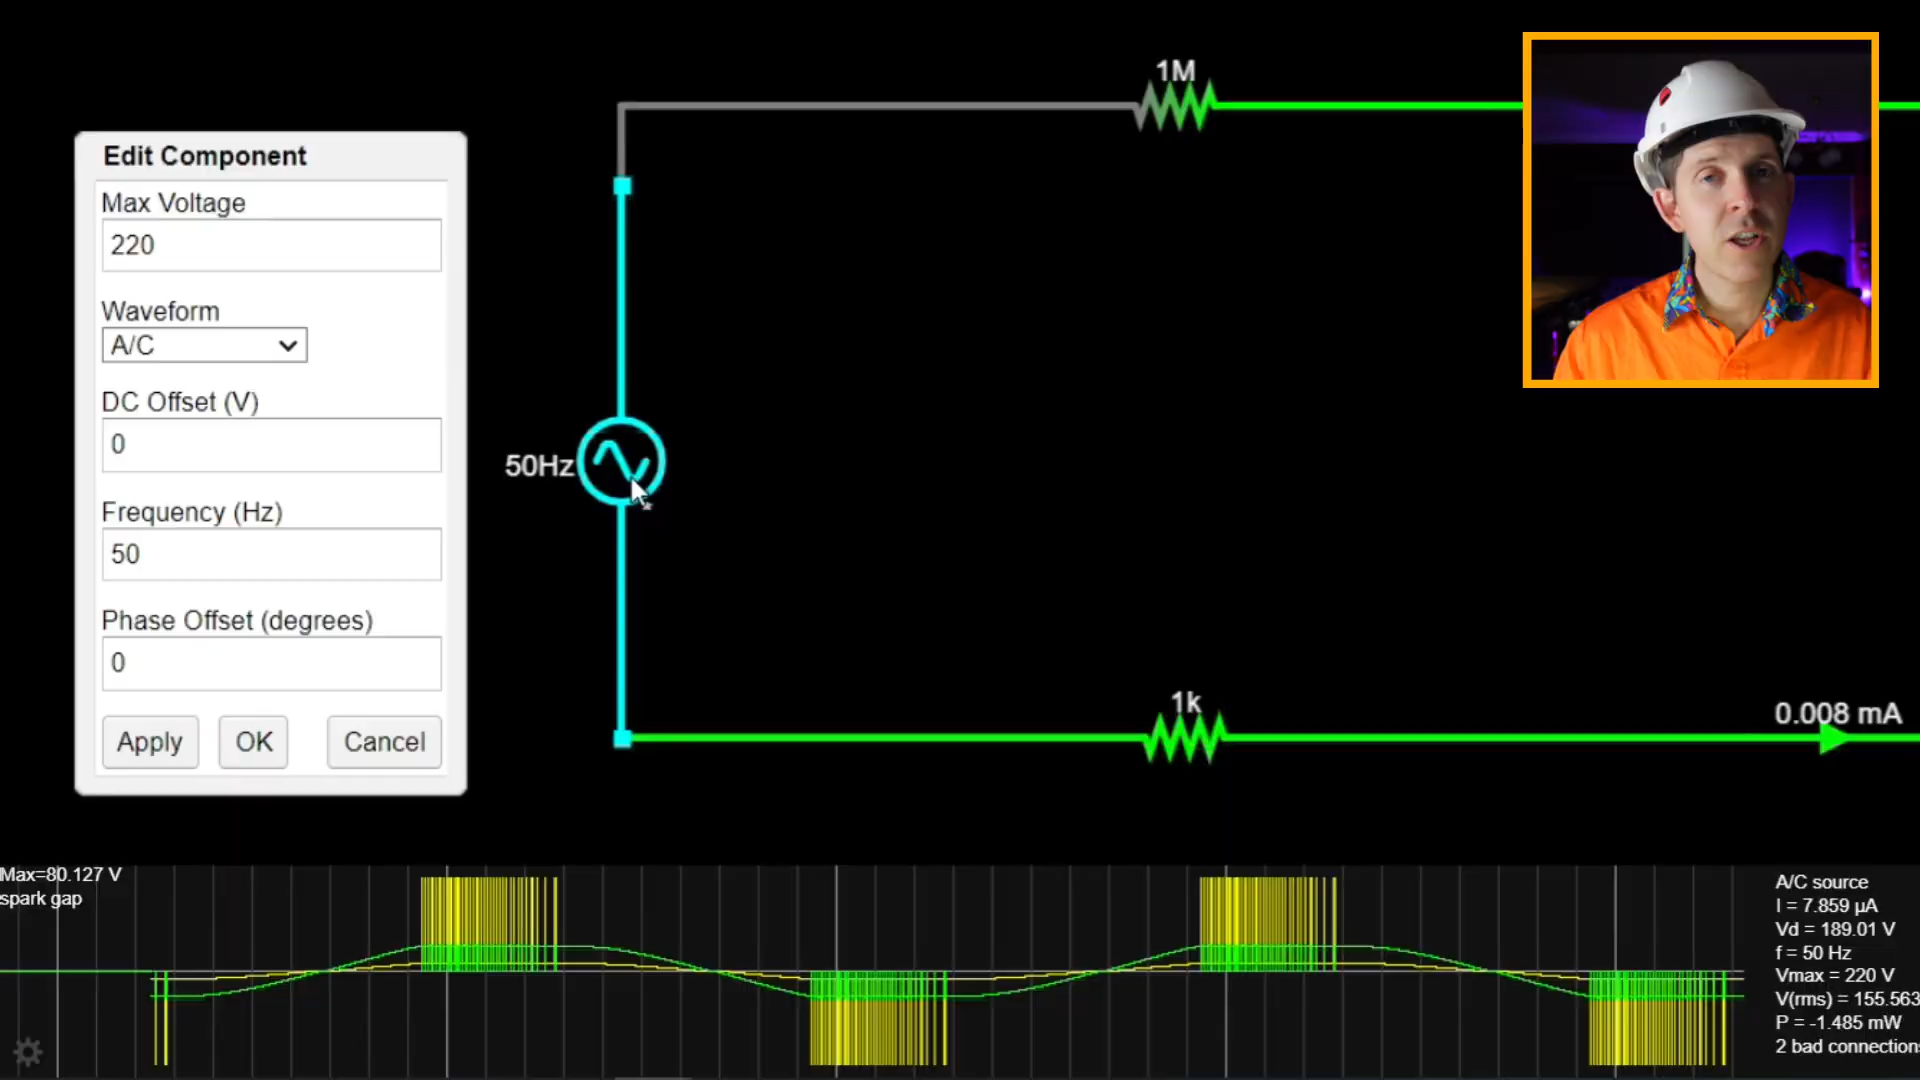 1M
Edit Component
Max Voltage
220
Waveform
A/C
DC Offset (V)
0
50Hz
Frequency (Hz)
50
Phase Offset (degrees)
0
1k
0.008 mA
Apply
OK
Cancel
Max=80.127 V
spark gap
A/C source
I = 7.859 µA
Vd = 189.01 V
f = 50 Hz
Vmax = 220 V
V(rms) = 155.563
P = -1.485 mW
2 bad connections